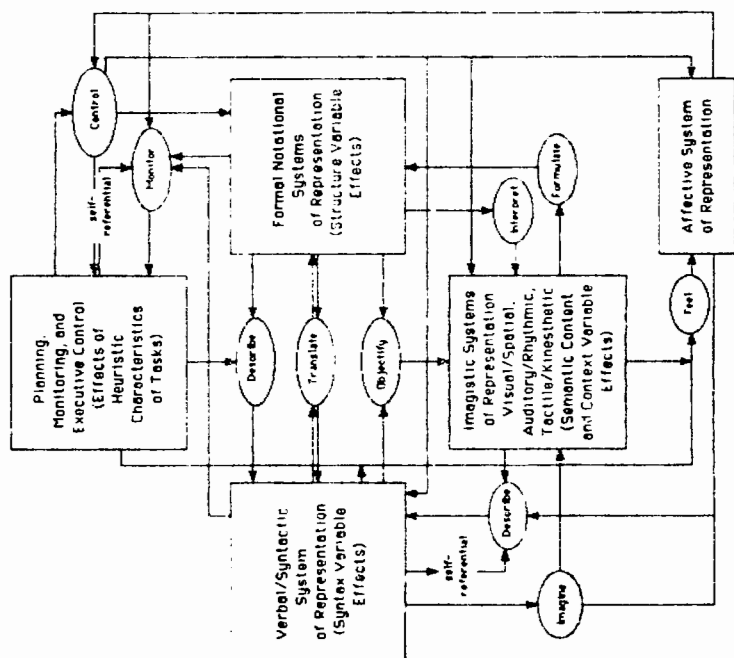 Planning,
Monitoring, and
Executive Control
(Effects of
Heuristic
Characteristics
of Tasks)
self-referential
Control
Monitor
Verbal/Syntactic
System
of Representation
(Syntax Variable
Effects)
Describe
Translate
Objectify
Formal Notational
Systems
of Representation
(Structure Variable
Effects)
self-
referential
Describe
Imagine
Interpret
Formulate
Imagistic Systems
of Representation
Visual/Spatial,
Auditory/Rhythmic,
Tactile/Kinesthetic
(Semantic Content
and Context Variable
Effects)
Feel
Affective System
of Representation